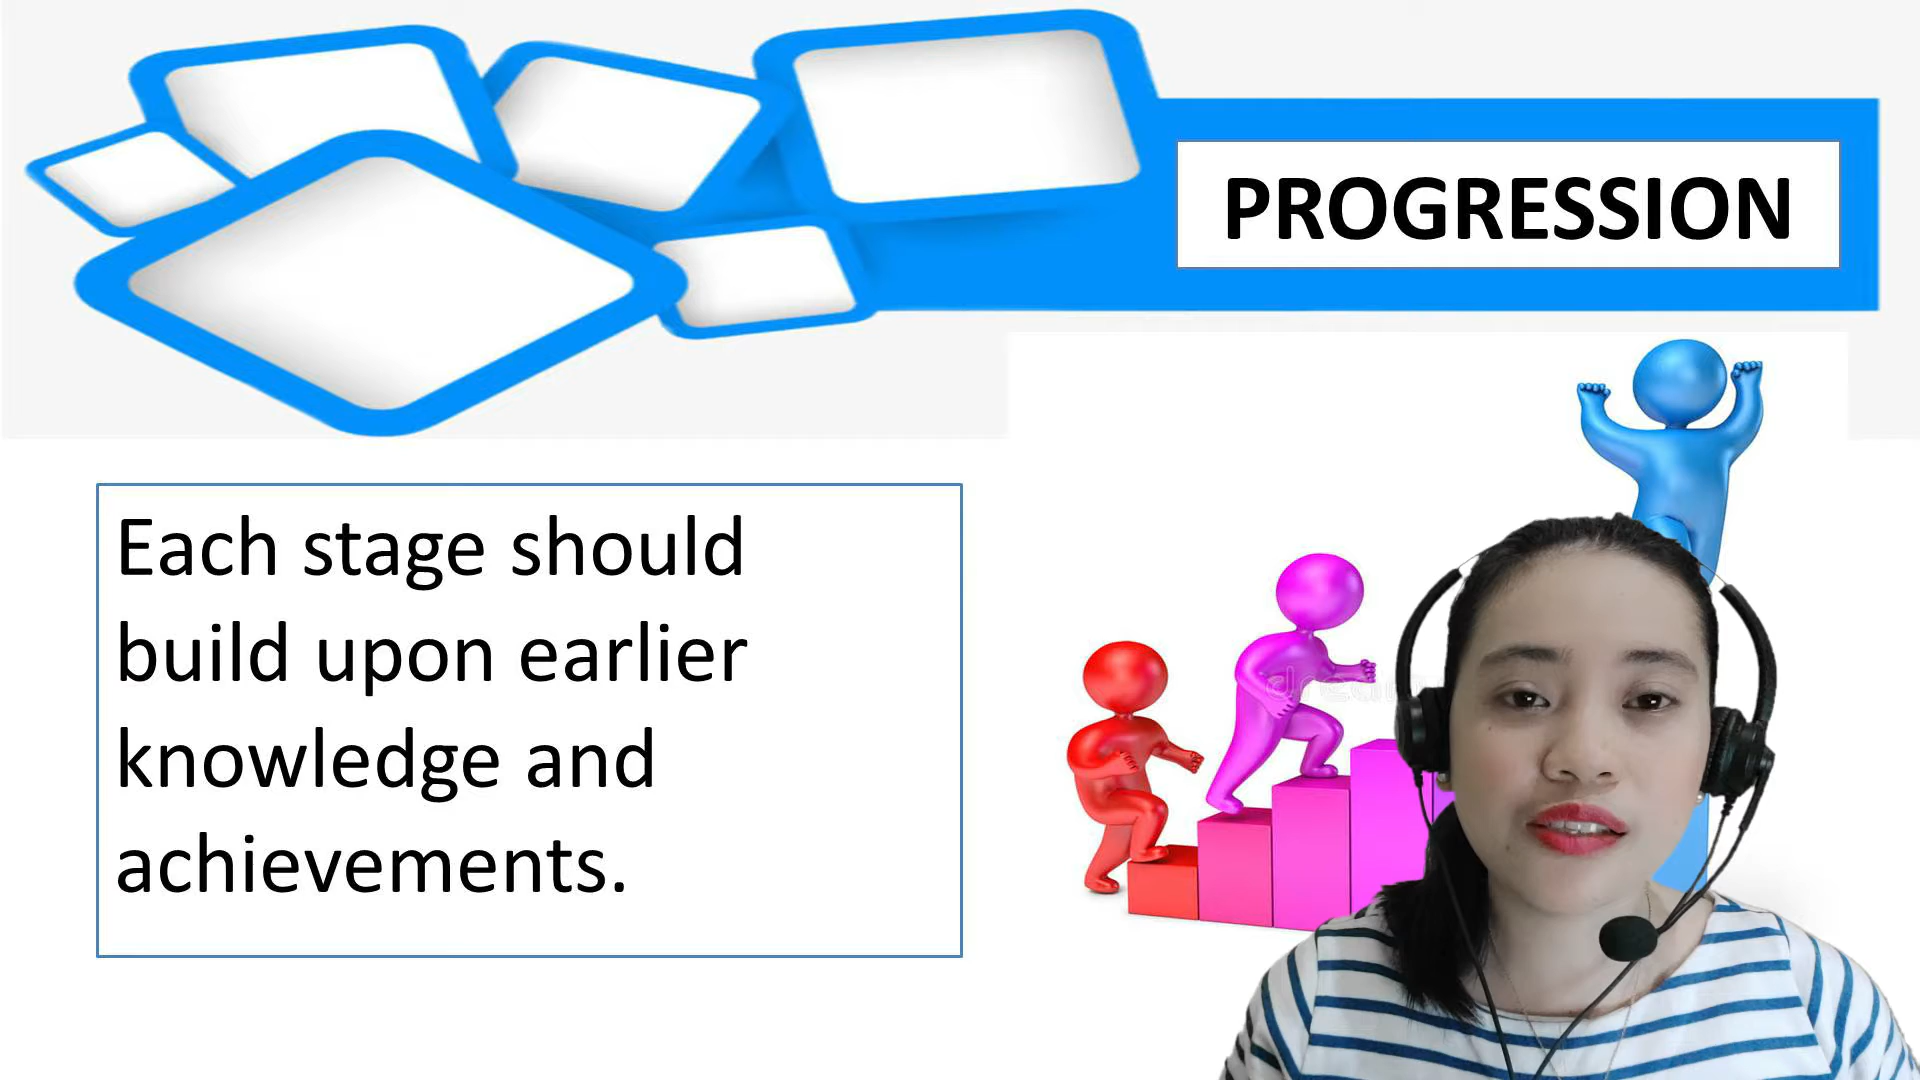 PROGRESSION
Each stage should
build upon earlier
knowledge and
achievements.